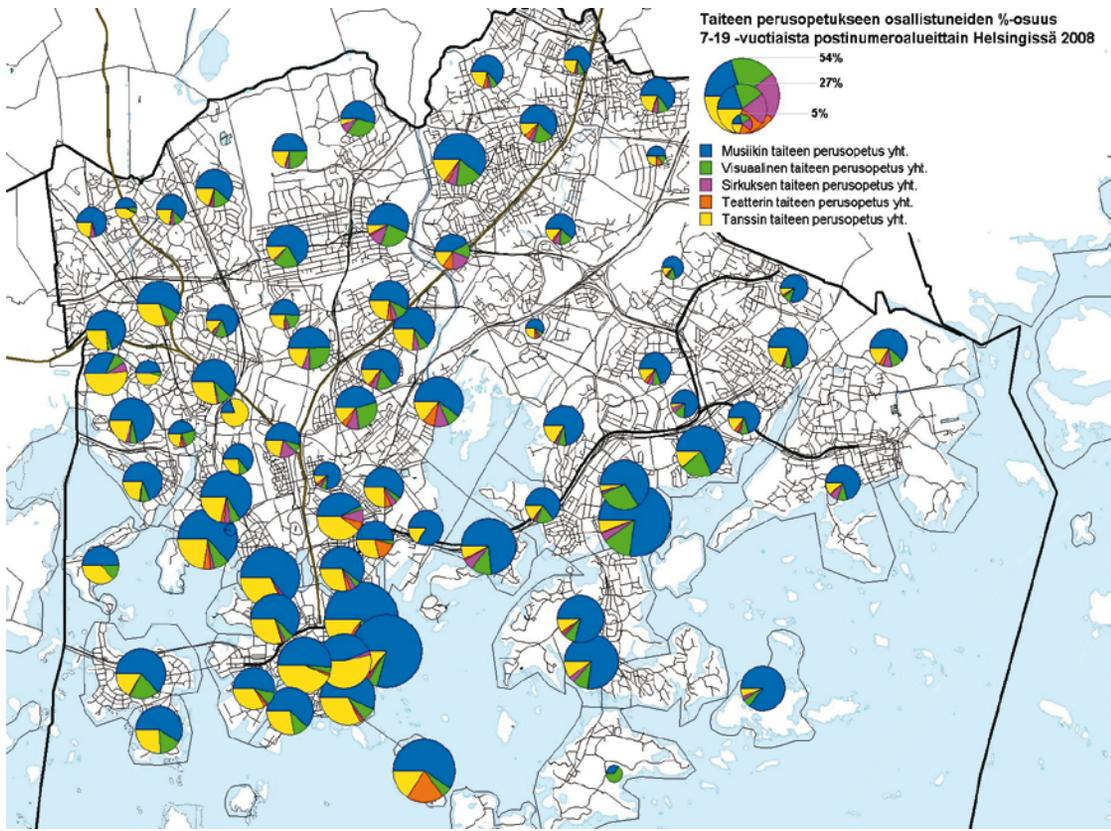 Taiteen perusopetukseen osallistuneiden %-osuus
7-19 -vuotiaista postinumeroalueittain Helsingissä 2008
54%
27%
5%
Musiikin taiteen perusopetus yht.
Visuaalinen taiteen perusopetus yht.
Sirkuksen taiteen perusopetus yht.
Teatterin taiteen perusopetus yht.
Tanssin taiteen perusopetus yht.